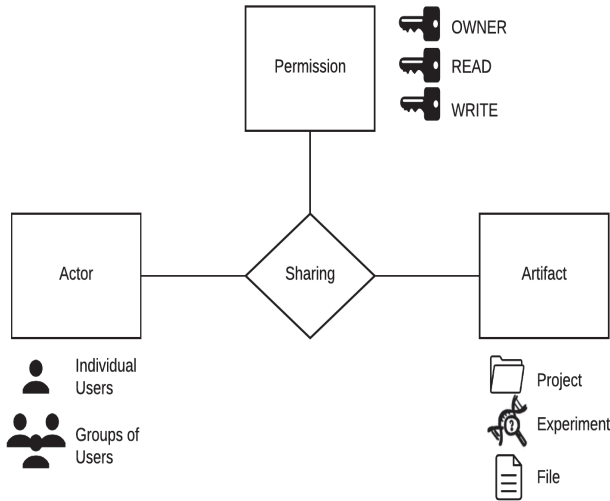 Permission
OWNER
READ
WRITE
Actor
Sharing
Artifact
Individual
Users
Groups of
Users
Project
Experiment
?
File